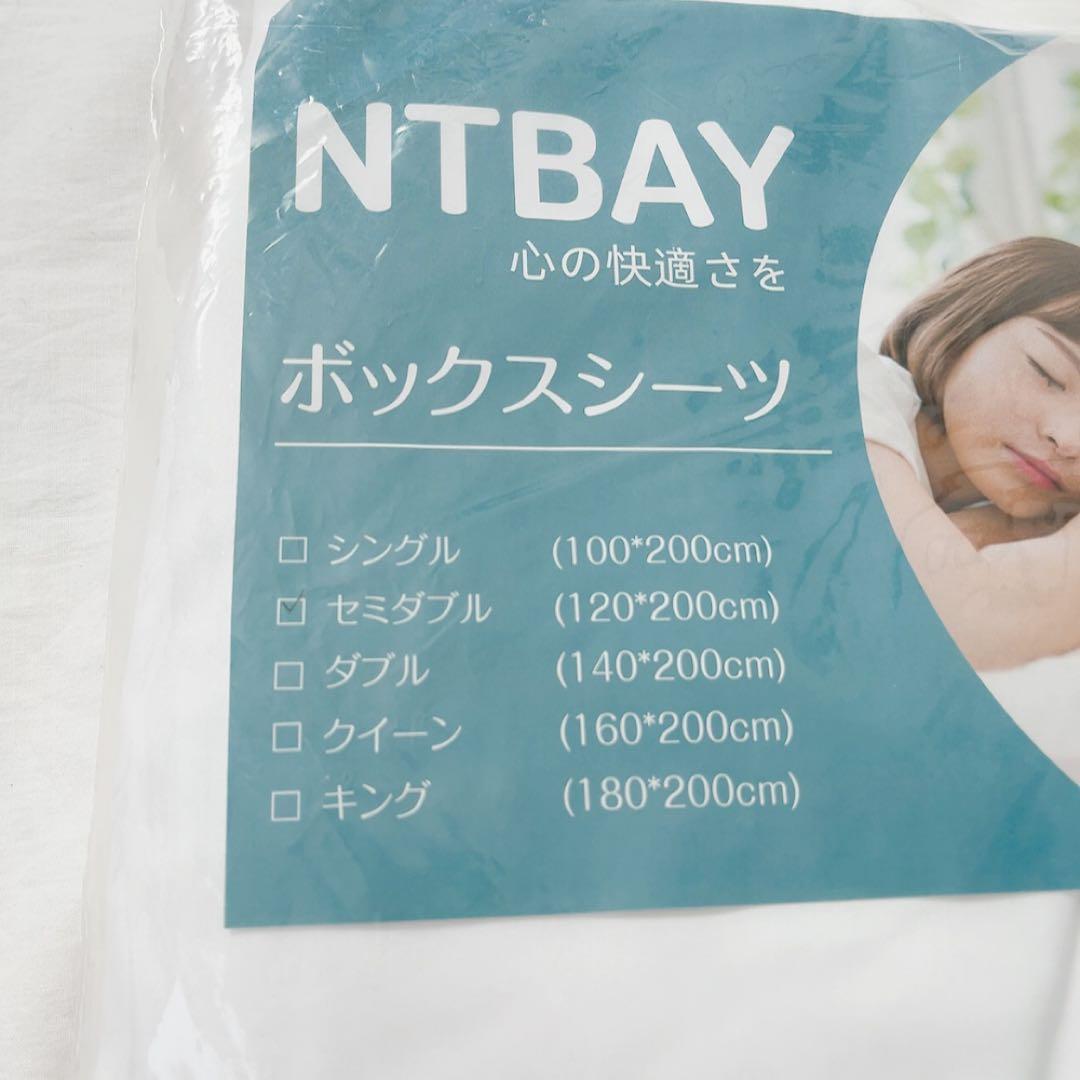 NTBAY
心の快適さを
ボックスシーツ
☐ シングル (100*200cm)
☑ セミダブル (120*200cm)
☐ ダブル (140*200cm)
☐ クイーン (160*200cm)
☐ キング (180*200cm)